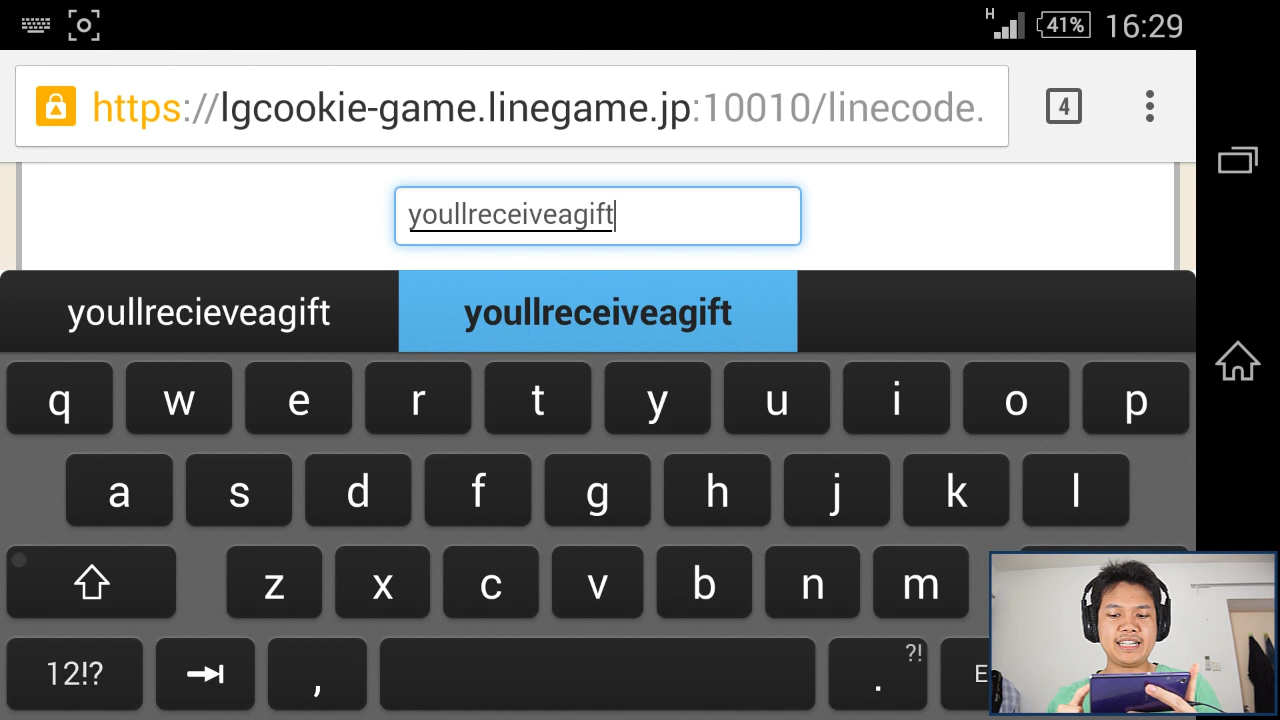 H
41% 16:29
https://lgcookie-game.linegame.jp:10010/linecode.
4
youllreceiveagift
youllrecieveagift youllreceiveagift
q w e r t y u i o p
a s d f g h j k l
z x c v b n m
12!? , . ?! E